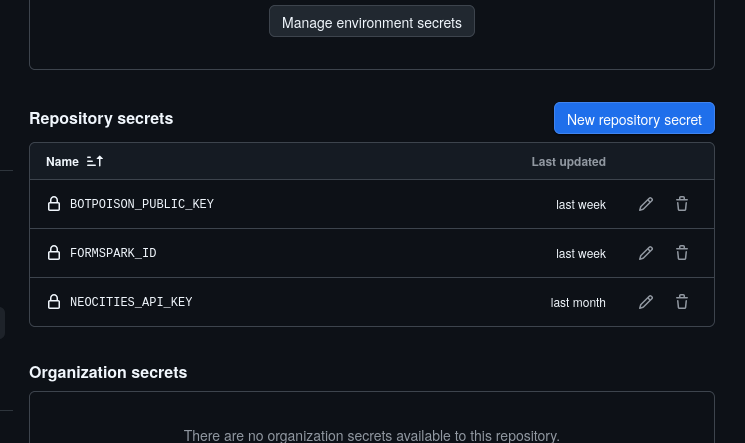 Manage environment secrets
Repository secrets
New repository secret
Name
Last updated
BOTPOISON_PUBLIC_KEY
last week
FORMSPARK_ID
last week
NEOCITIES_API_KEY
last month
Organization secrets
There are no organization secrets available to this repository.